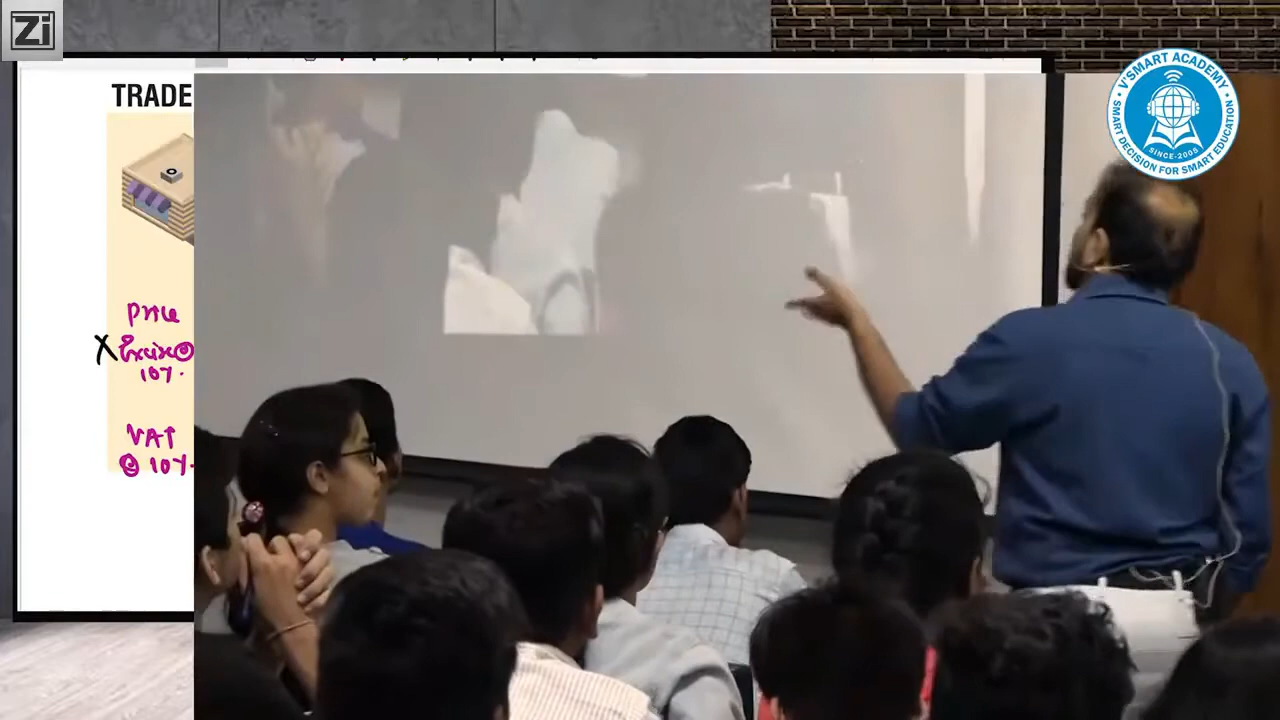 Zi
TRADE
V'SMART ACADEMY
SMART DECISION FOR SMART EDUCATION
SINCE-2005
Price
X Excise @
10%.
VAT
@ 10%.